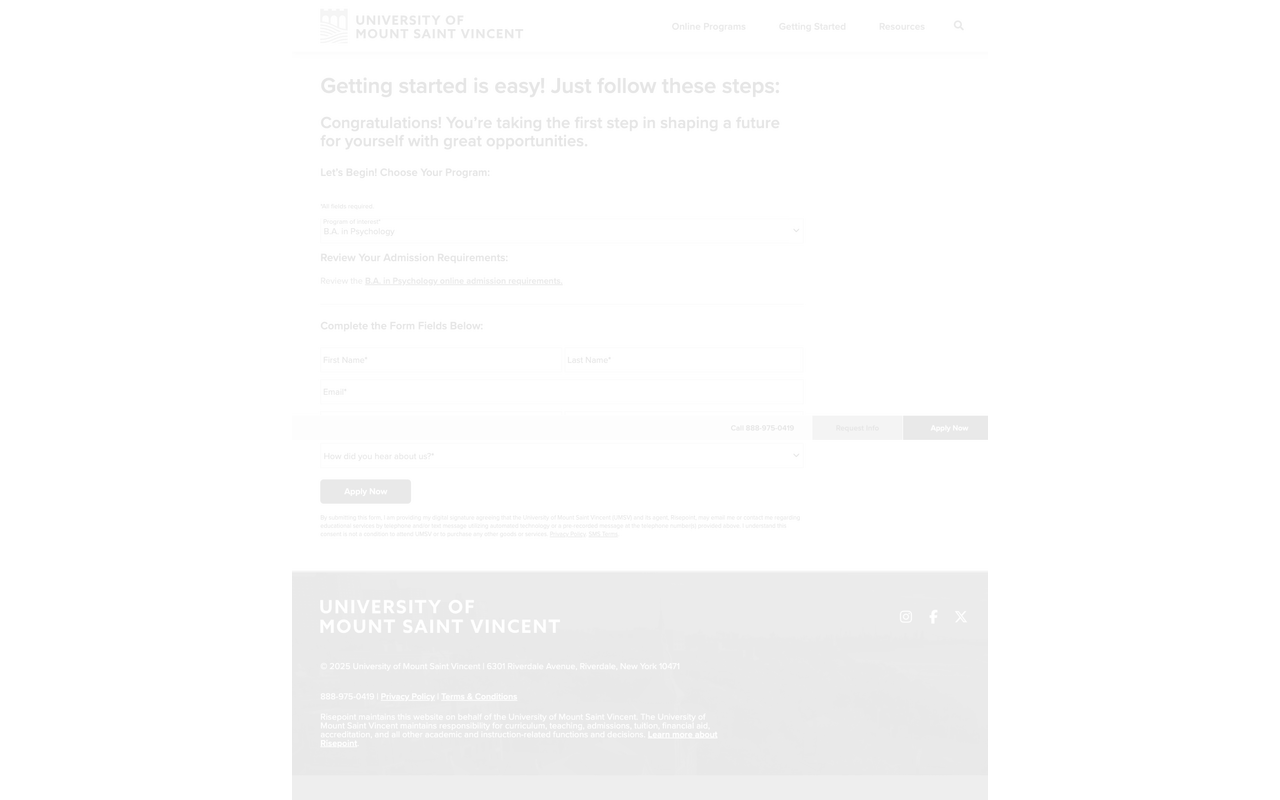 UNIVERSITY OF
MOUNT SAINT VINCENT
Online Programs
Getting Started
Resources
Getting started is easy! Just follow these steps:
Congratulations! You're taking the first step in shaping a future
for yourself with great opportunities.
Let's Begin! Choose Your Program:
*All fields required.
Program of Interest*
B.A. in Psychology
Review Your Admission Requirements:
Review the B.A. in Psychology online admission requirements.
Complete the Form Fields Below:
First Name*
Last Name*
Email*
Call 888-975-0419
Request Info
Apply Now
How did you hear about us?*
Apply Now
By submitting this form, I am providing my digital signature agreeing that the University of Mount Saint Vincent (UMSV) and its agent, Risepoint, may email me or contact me regarding
educational services by telephone and/or text message utilizing automated technology or a pre-recorded message at the telephone number(s) provided above. I understand this
consent is not a condition to attend UMSV or to purchase any other goods or services. Privacy Policy. SMS Terms.
UNIVERSITY OF
MOUNT SAINT VINCENT
© 2025 University of Mount Saint Vincent | 6301 Riverdale Avenue, Riverdale, New York 10471
888-975-0419 | Privacy Policy | Terms & Conditions
Risepoint maintains this website on behalf of the University of Mount Saint Vincent. The University of
Mount Saint Vincent maintains responsibility for curriculum, teaching, admissions, tuition, financial aid,
accreditation, and all other academic and instruction-related functions and decisions. Learn more about
Risepoint.